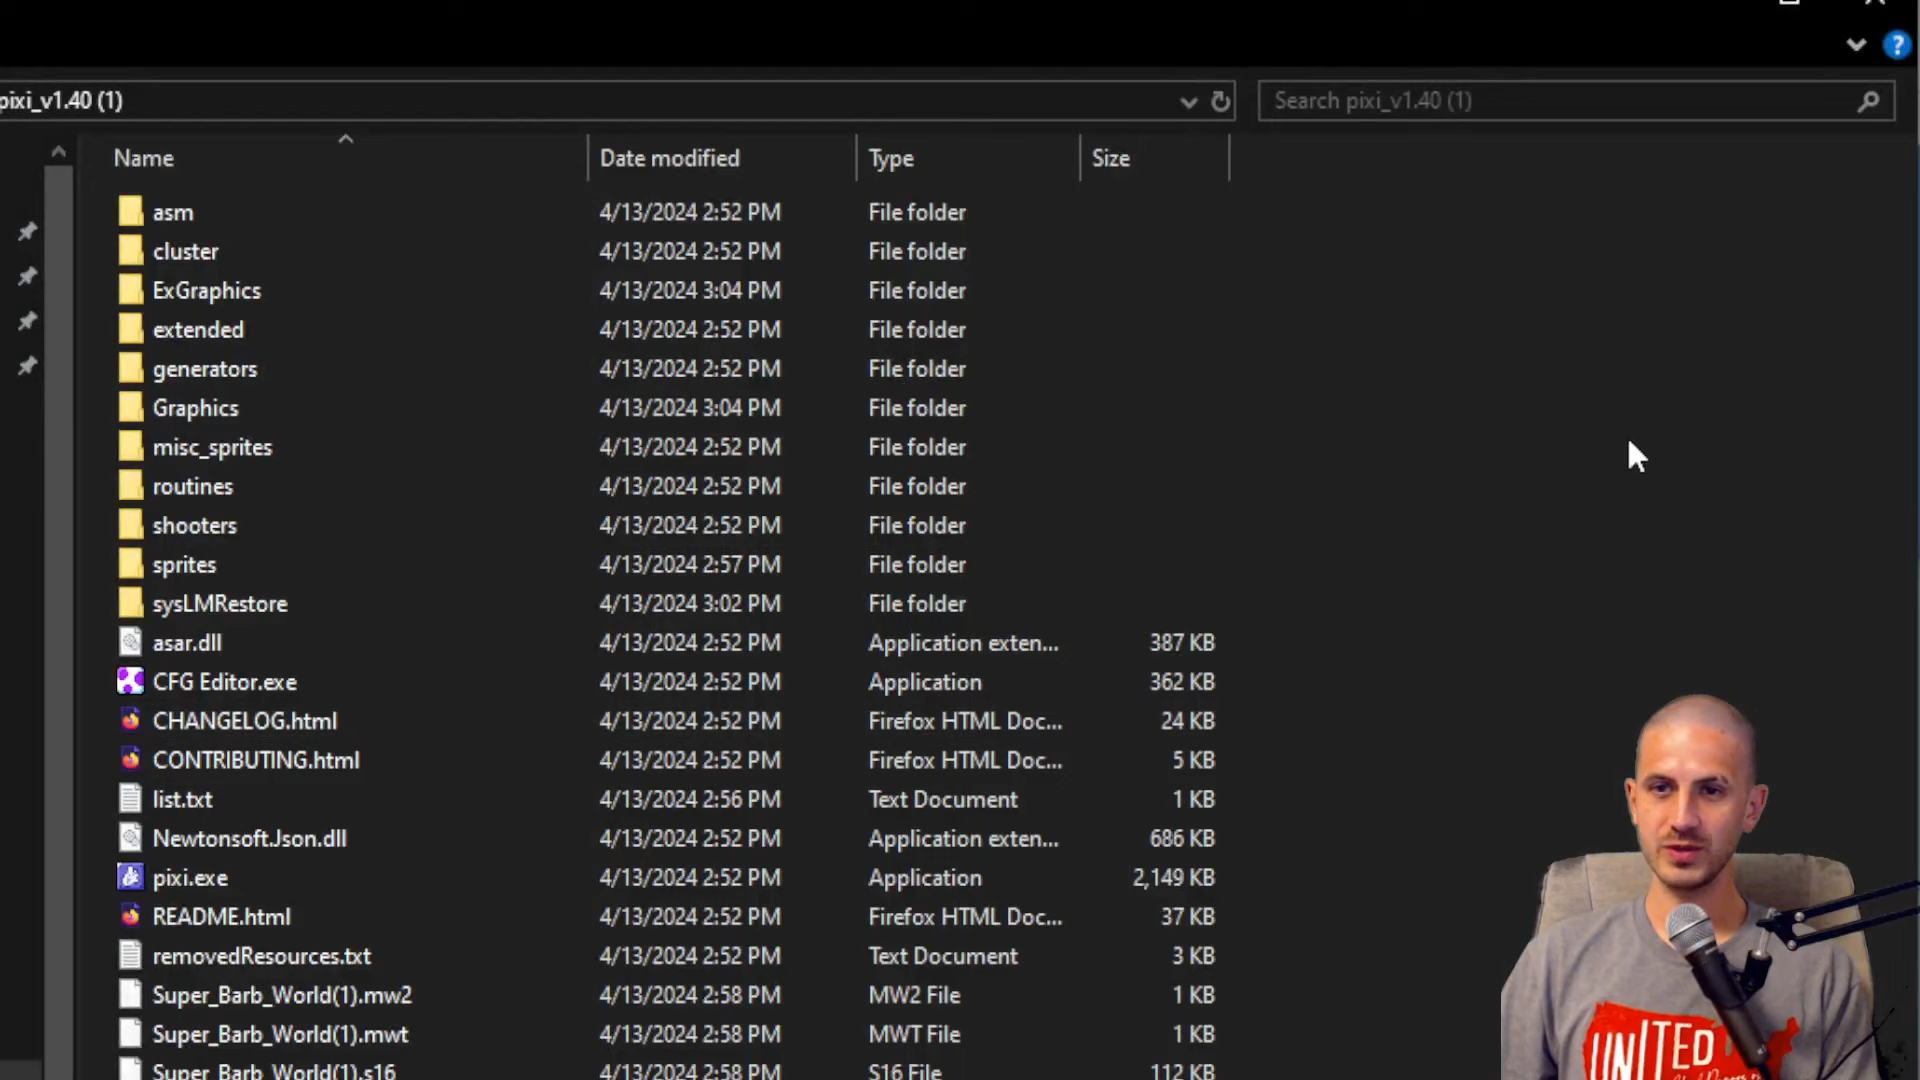 pixi_v1.40 (1) Search pixi_v1.40 (1)
Name Date modified Type Size
asm 4/13/2024 2:52 PM File folder
cluster 4/13/2024 2:52 PM File folder
ExGraphics 4/13/2024 3:04 PM File folder
extended 4/13/2024 2:52 PM File folder
generators 4/13/2024 2:52 PM File folder
Graphics 4/13/2024 3:04 PM File folder
misc_sprites 4/13/2024 2:52 PM File folder
routines 4/13/2024 2:52 PM File folder
shooters 4/13/2024 2:52 PM File folder
sprites 4/13/2024 2:57 PM File folder
sysLMRestore 4/13/2024 3:02 PM File folder
asar.dll 4/13/2024 2:52 PM Application exten... 387 KB
CFG Editor.exe 4/13/2024 2:52 PM Application 362 KB
CHANGELOG.html 4/13/2024 2:52 PM Firefox HTML Doc... 24 KB
CONTRIBUTING.html 4/13/2024 2:52 PM Firefox HTML Doc... 5 KB
list.txt 4/13/2024 2:56 PM Text Document 1 KB
Newtonsoft.Json.dll 4/13/2024 2:52 PM Application exten... 686 KB
pixi.exe 4/13/2024 2:52 PM Application 2,149 KB
README.html 4/13/2024 2:52 PM Firefox HTML Doc... 37 KB
removedResources.txt 4/13/2024 2:52 PM Text Document 3 KB
Super_Barb_World(1).mw2 4/13/2024 2:58 PM MW2 File 1 KB
Super_Barb_World(1).mwt 4/13/2024 2:58 PM MWT File 1 KB
Super_Barb_World(1).s16 4/13/2024 2:58 PM S16 File 112 KB
UNITED